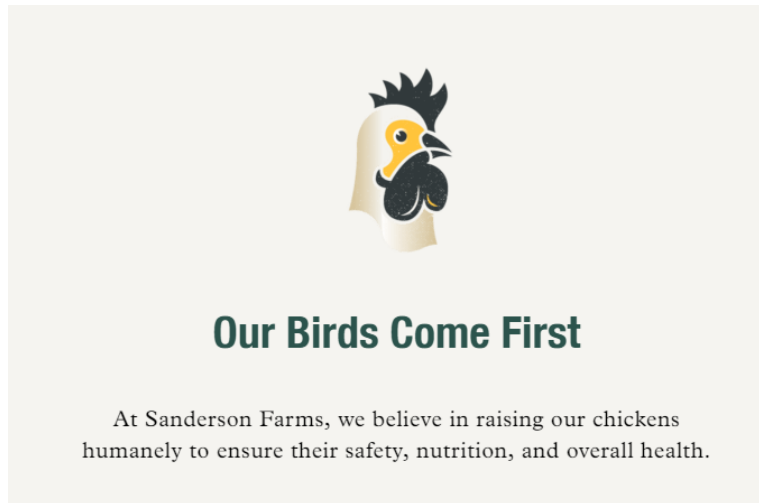 Our Birds Come First
At Sanderson Farms, we believe in raising our chickens
humanely to ensure their safety, nutrition, and overall health.